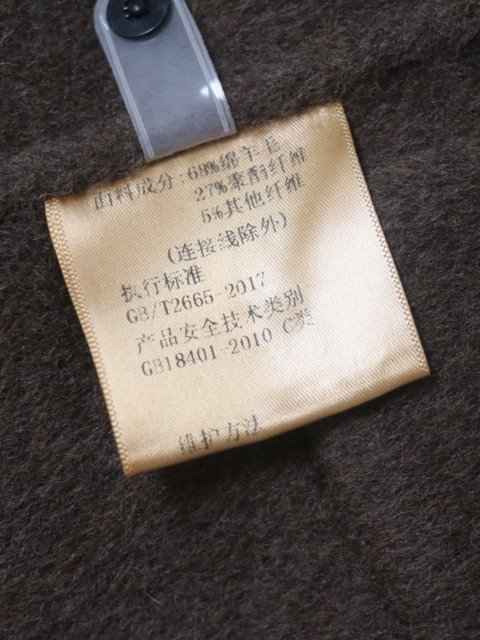 面料成分:68%绵羊毛
27%聚酯纤维
5%其他纤维
(连接线除外)
执行标准
GB/T2665-2017
产品安全技术类别
GB18401-2010 C类
维护方法